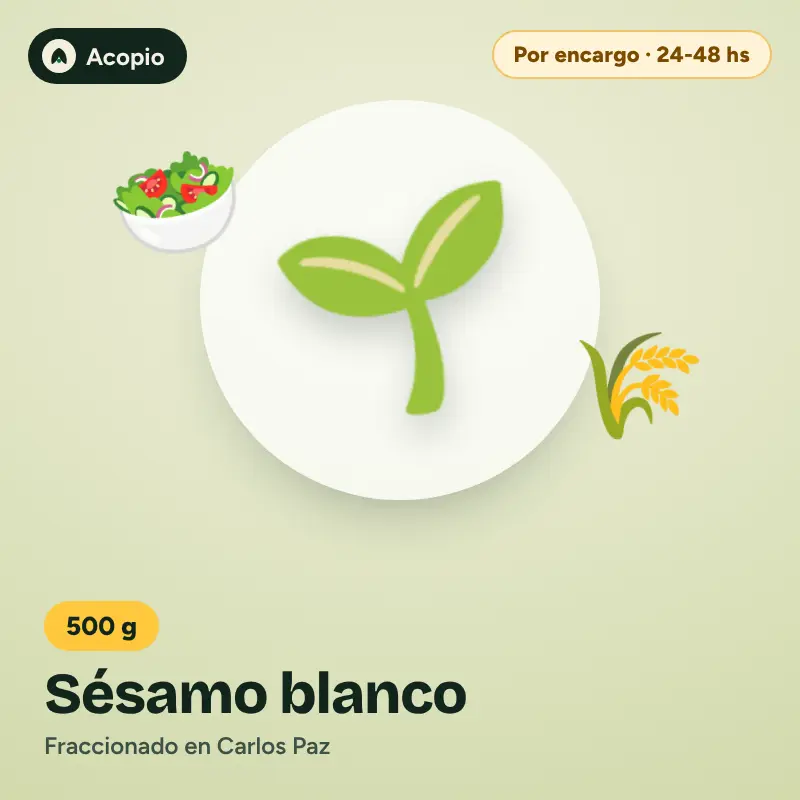 Acopio
Por encargo · 24-48 hs
500 g
Sésamo blanco
Fraccionado en Carlos Paz